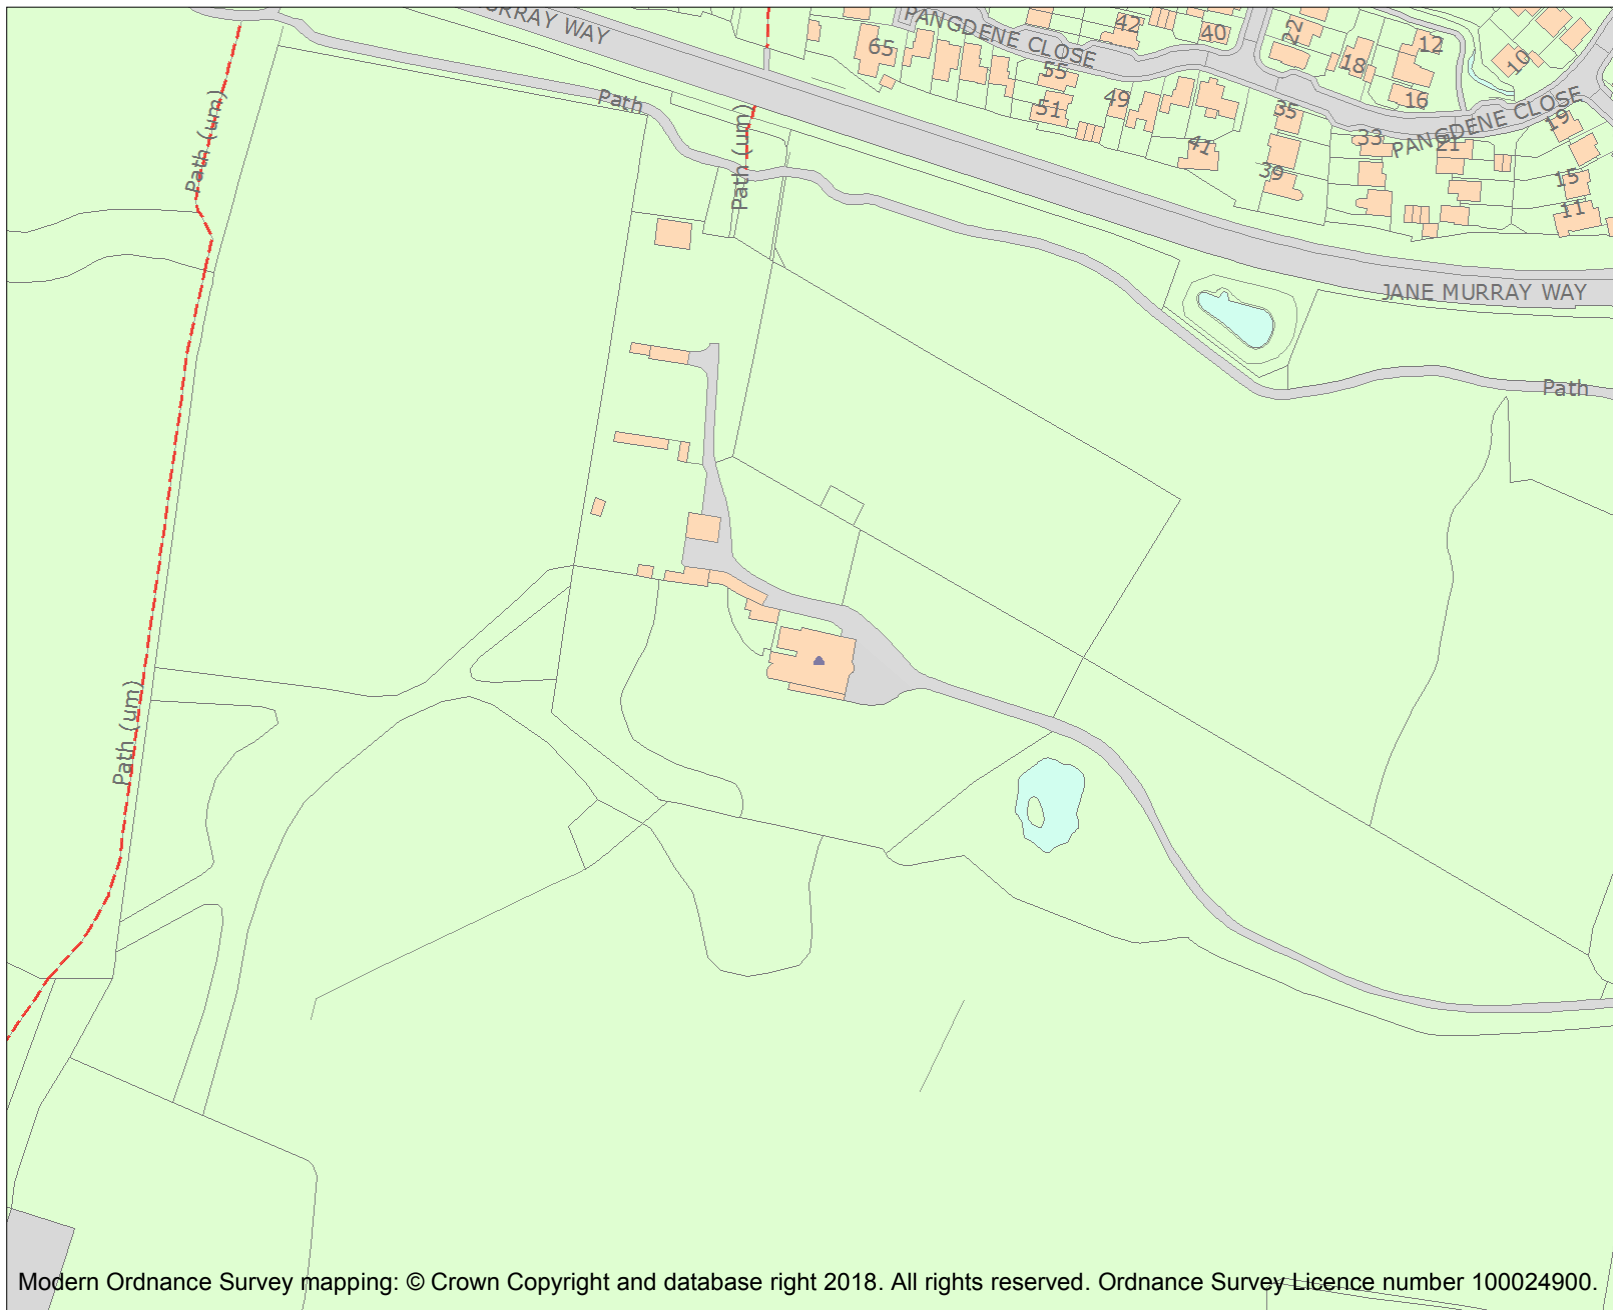 URRAY WAY
PANGDENE CLOSE
65
42
40
22
18
12
10
16
55
51
49
41
35
39
33
21
PANGDENE CLOSE
19
15
11
Path
Path (um)
Path (um)
JANE MURRAY WAY
Path
Path (um)
Modern Ordnance Survey mapping: © Crown Copyright and database right 2018. All rights reserved. Ordnance Survey Licence number 100024900.